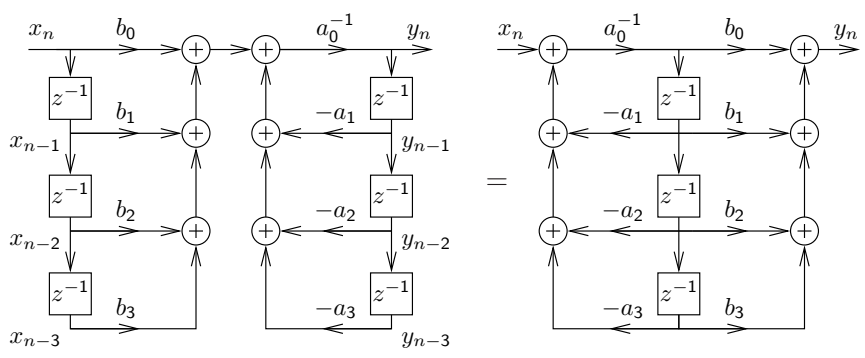 x_n b_0 a_0^{-1} y_n x_n a_0^{-1} b_0 y_n
+ + + +
z^{-1} z^{-1} z^{-1}
b_1 −a_1 −a_1 b_1
+ + + +
x_{n-1} y_{n-1}
z^{-1} z^{-1} = z^{-1}
b_2 −a_2 −a_2 b_2
+ + + +
x_{n-2} y_{n-2}
z^{-1} z^{-1} z^{-1}
b_3 −a_3 −a_3 b_3
x_{n-3} y_{n-3}